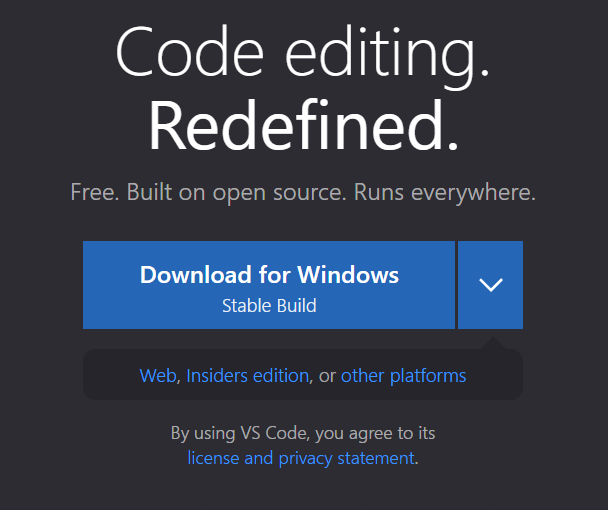 Code editing.
Redefined.
Free. Built on open source. Runs everywhere.
Download for Windows
Stable Build
Web, Insiders edition, or other platforms
By using VS Code, you agree to its
license and privacy statement.